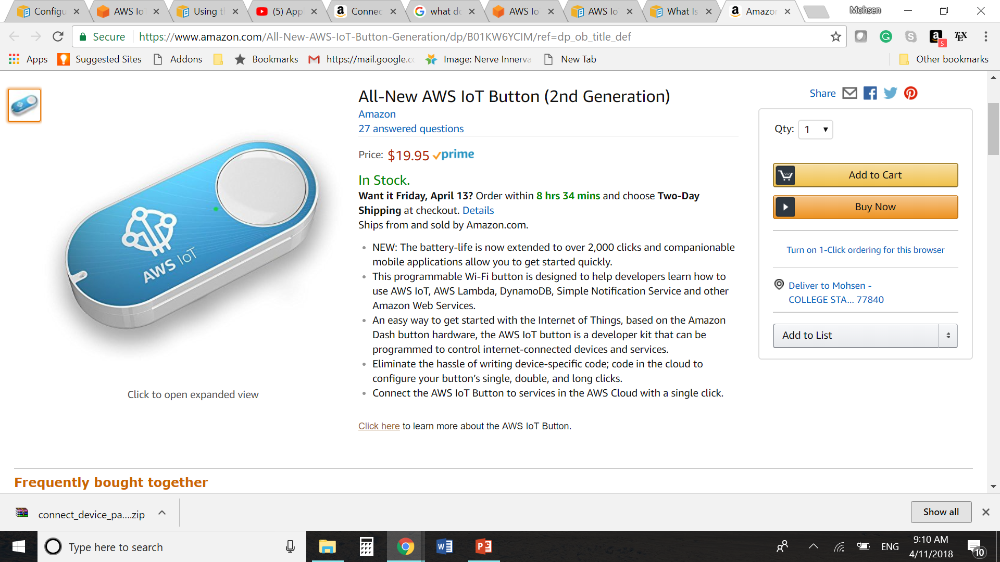 Configu
AWS IoT
Using t
(5) App
Connec
what do
AWS Io
AWS IoT
What Is
Amazon
Mohsen
Secure
https://www.amazon.com/All-New-AWS-IoT-Button-Generation/dp/B01KW6YCIM/ref=dp_ob_title_def
5
TEX
Apps
Suggested Sites
Addons
Bookmarks
https://mail.google.co
Image: Nerve Innerva
New Tab
Other bookmarks
AWS IoT
Click to open expanded view
All-New AWS IoT Button (2nd Generation)
Amazon
27 answered questions
Price: $19.95 prime
In Stock.
Want it Friday, April 13? Order within 8 hrs 34 mins and choose Two-Day
Shipping at checkout. Details
Ships from and sold by Amazon.com.
• NEW: The battery-life is now extended to over 2,000 clicks and companionable
mobile applications allow you to get started quickly.
• This programmable Wi-Fi button is designed to help developers learn how to
use AWS IoT, AWS Lambda, DynamoDB, Simple Notification Service and other
Amazon Web Services.
• An easy way to get started with the Internet of Things, based on the Amazon
Dash button hardware, the AWS IoT button is a developer kit that can be
programmed to control internet-connected devices and services.
• Eliminate the hassle of writing device-specific code; code in the cloud to
configure your button’s single, double, and long clicks.
• Connect the AWS IoT Button to services in the AWS Cloud with a single click.
Click here to learn more about the AWS IoT Button.
Share
Qty: 1
Add to Cart
Buy Now
Turn on 1-Click ordering for this browser
Deliver to Mohsen -
COLLEGE STA... 77840
Add to List
Frequently bought together
connect_device_pa....zip
Show all
Type here to search
ENG
9:10 AM
4/11/2018
10